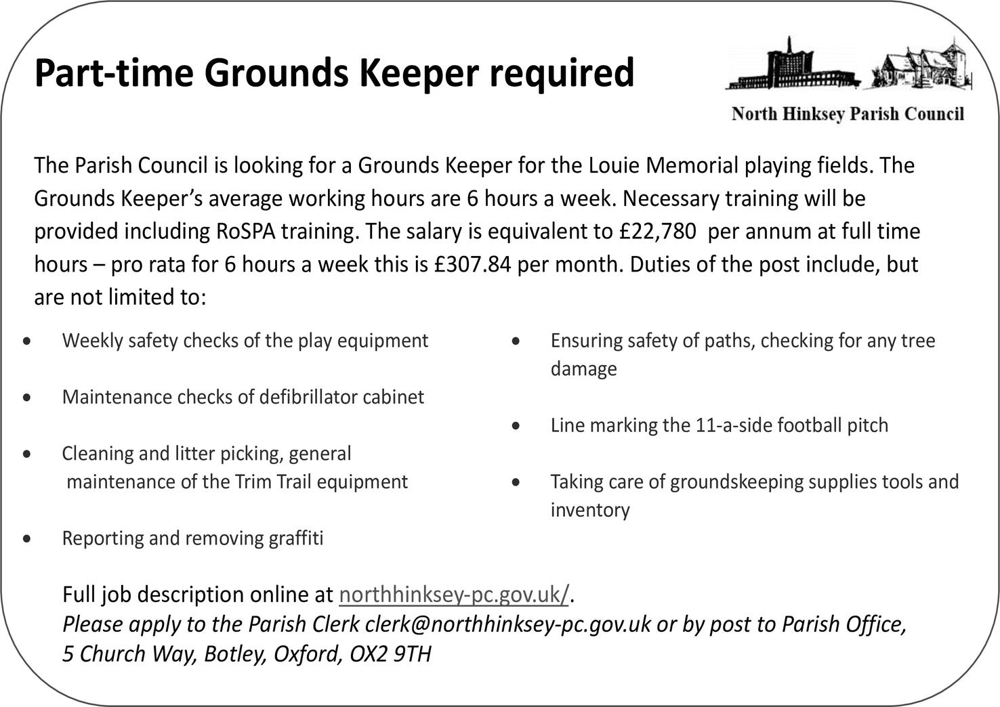 Part-time Grounds Keeper required
North Hinksey Parish Council
The Parish Council is looking for a Grounds Keeper for the Louie Memorial playing fields. The
Grounds Keeper’s average working hours are 6 hours a week. Necessary training will be
provided including RoSPA training. The salary is equivalent to £22,780  per annum at full time
hours – pro rata for 6 hours a week this is £307.84 per month. Duties of the post include, but
are not limited to:
• Weekly safety checks of the play equipment
• Maintenance checks of defibrillator cabinet
• Cleaning and litter picking, general
maintenance of the Trim Trail equipment
• Reporting and removing graffiti
• Ensuring safety of paths, checking for any tree
damage
• Line marking the 11-a-side football pitch
• Taking care of groundskeeping supplies tools and
inventory
Full job description online at northhinksey-pc.gov.uk/.
Please apply to the Parish Clerk clerk@northhinksey-pc.gov.uk or by post to Parish Office,
5 Church Way, Botley, Oxford, OX2 9TH